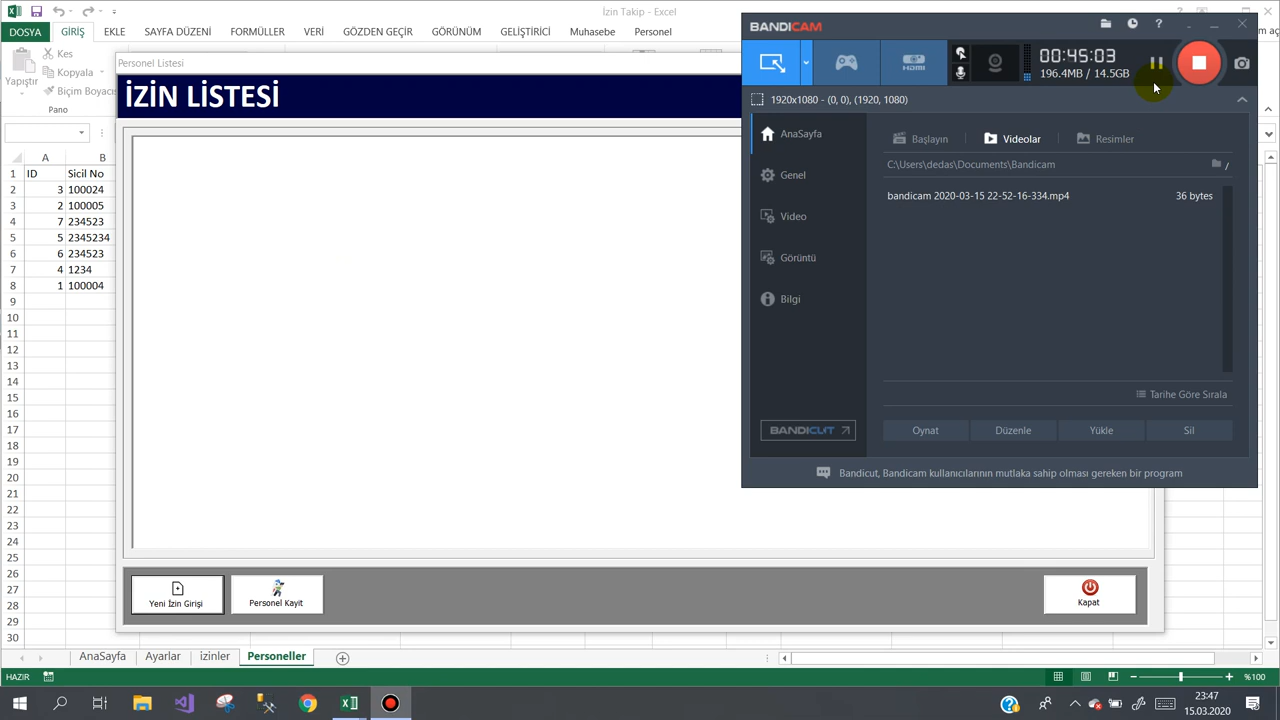 İzin Takip - Excel
DOSYA GİRİŞ EKLE SAYFA DÜZENİ FORMÜLLER VERİ GÖZDEN GEÇİR GÖRÜNÜM GELİŞTİRİCİ Muhasebe Personel
Yapıştır
Kes
Kopyala
Biçim Boyacı
Pano
A B
1 ID Sicil No
2 3 100024
3 2 100005
4 7 234523
5 5 2345234
6 6 234523
7 4 1234
8 1 100004
9
10
11
12
13
14
15
16
17
18
19
20
21
22
23
24
25
26
27
28
29
30
Personel Listesi
İZİN LİSTESİ
Yeni İzin Girişi
Personel Kayit
Kapat
BANDICAM
?
HDMI
00:45:03
196.4MB / 14.5GB
1920x1080 - (0, 0), (1920, 1080)
AnaSayfa
Genel
Video
Görüntü
Bilgi
BANDICUT
Başlayın Videolar Resimler
C:\Users\dedas\Documents\Bandicam
/
bandicam 2020-03-15 22-52-16-334.mp4 36 bytes
Tarihe Göre Sırala
Oynat Düzenle Yükle Sil
Bandicut, Bandicam kullanıcılarının mutlaka sahip olması gereken bir program
AnaSayfa Ayarlar izinler Personeller
HAZIR
%100
23:47
15.03.2020